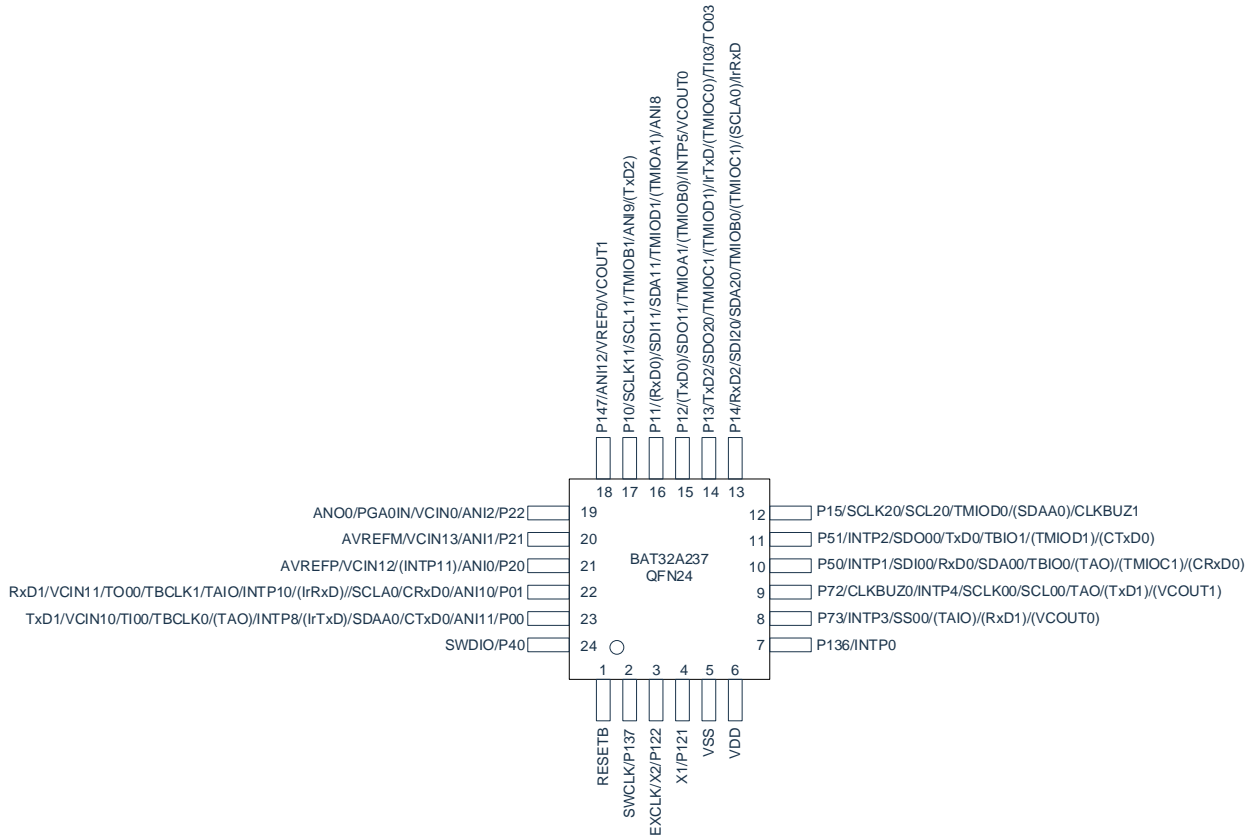 P147/ANI12/VREF0/VCOUT1
P10/SCLK11/SCL11/TMIOB1/ANI9/(TxD2)
P11/(RxD0)/SDI11/SDA11/TMIOD1/(TMIOA1)/ANI8
P12/(TxD0)/SDO11/TMIOA1/(TMIOB0)/INTP5/VCOUT0
P13/TxD2/SDO20/TMIOC1/(TMIOD1)/IrTxD/(TMIOC0)/TI03/TO03
P14/RxD2/SDI20/SDA20/TMIOB0/(TMIOC1)/(SCLA0)/IrRxD
18 17 16 15 14 13
ANO0/PGA0IN/VCIN0/ANI2/P22 19
AVREFM/VCIN13/ANI1/P21 20
AVREFP/VCIN12/(INTP11)/ANI0/P20 21
RxD1/VCIN11/TO00/TBCLK1/TAIO/INTP10/(IrRxD)//SCLA0/CRxD0/ANI10/P01 22
TxD1/VCIN10/TI00/TBCLK0/(TAO)/INTP8/(IrTxD)/SDAA0/CTxD0/ANI11/P00 23
SWDIO/P40 24
BAT32A237
QFN24
12 P15/SCLK20/SCL20/TMIOD0/(SDAA0)/CLKBUZ1
11 P51/INTP2/SDO00/TxD0/TBIO1/(TMIOD1)/(CTxD0)
10 P50/INTP1/SDI00/RxD0/SDA00/TBIO0/(TAO)/(TMIOC1)/(CRxD0)
9 P72/CLKBUZ0/INTP4/SCLK00/SCL00/TAO/(TxD1)/(VCOUT1)
8 P73/INTP3/SS00/(TAIO)/(RxD1)/(VCOUT0)
7 P136/INTP0
1 2 3 4 5 6
RESETB
SWCLK/P137
EXCLK/X2/P122
X1/P121
VSS
VDD